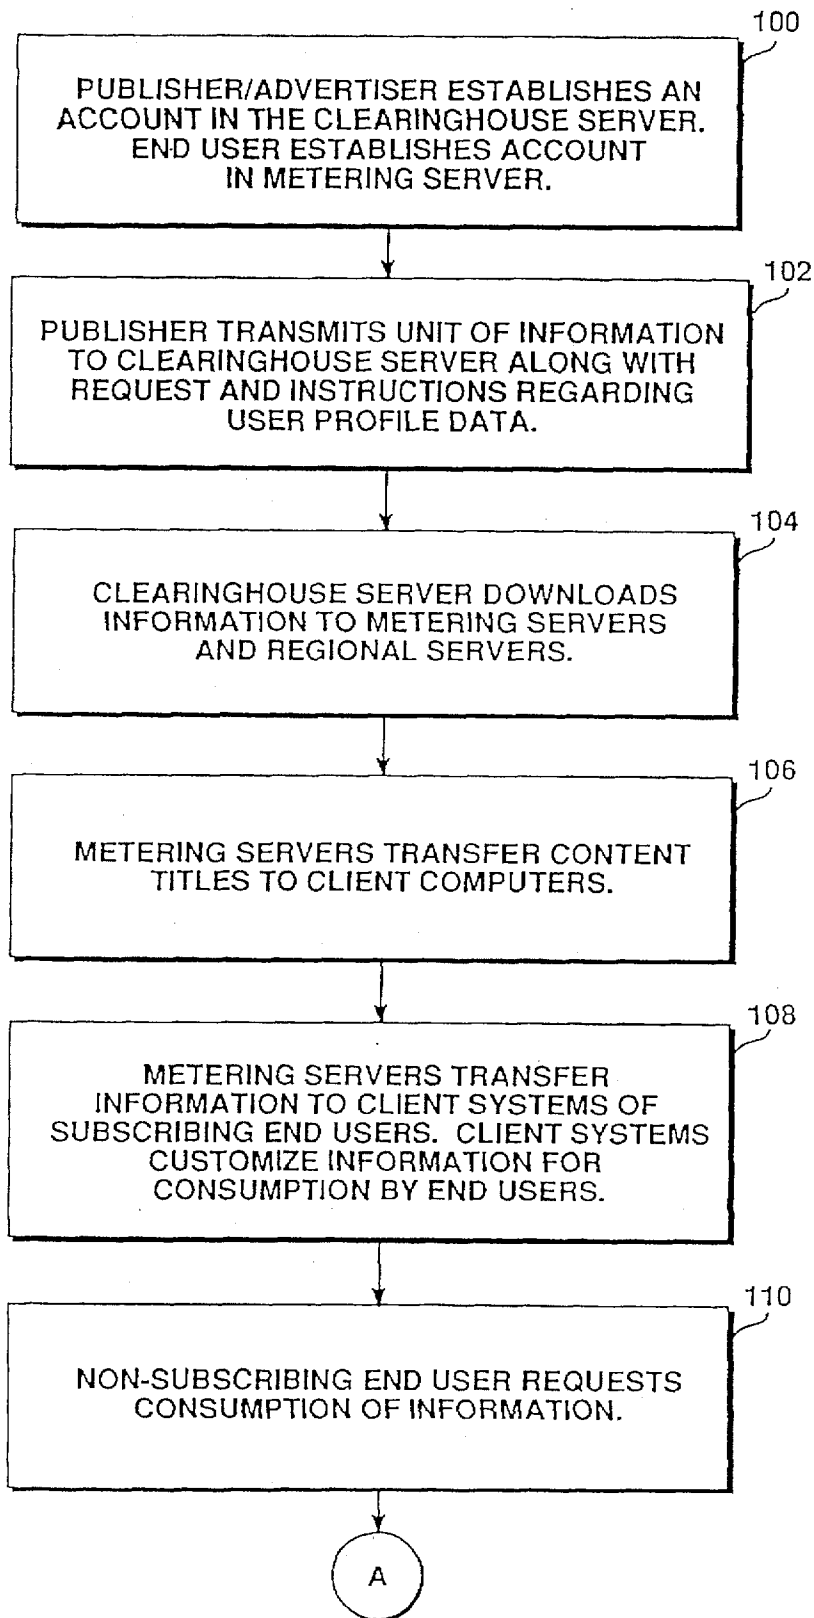 100
PUBLISHER/ADVERTISER ESTABLISHES AN
ACCOUNT IN THE CLEARINGHOUSE SERVER.
END USER ESTABLISHES ACCOUNT
IN METERING SERVER.
102
PUBLISHER TRANSMITS UNIT OF INFORMATION
TO CLEARINGHOUSE SERVER ALONG WITH
REQUEST AND INSTRUCTIONS REGARDING
USER PROFILE DATA.
104
CLEARINGHOUSE SERVER DOWNLOADS
INFORMATION TO METERING SERVERS
AND REGIONAL SERVERS.
106
METERING SERVERS TRANSFER CONTENT
TITLES TO CLIENT COMPUTERS.
108
METERING SERVERS TRANSFER
INFORMATION TO CLIENT SYSTEMS OF
SUBSCRIBING END USERS. CLIENT SYSTEMS
CUSTOMIZE INFORMATION FOR
CONSUMPTION BY END USERS.
110
NON-SUBSCRIBING END USER REQUESTS
CONSUMPTION OF INFORMATION.
A